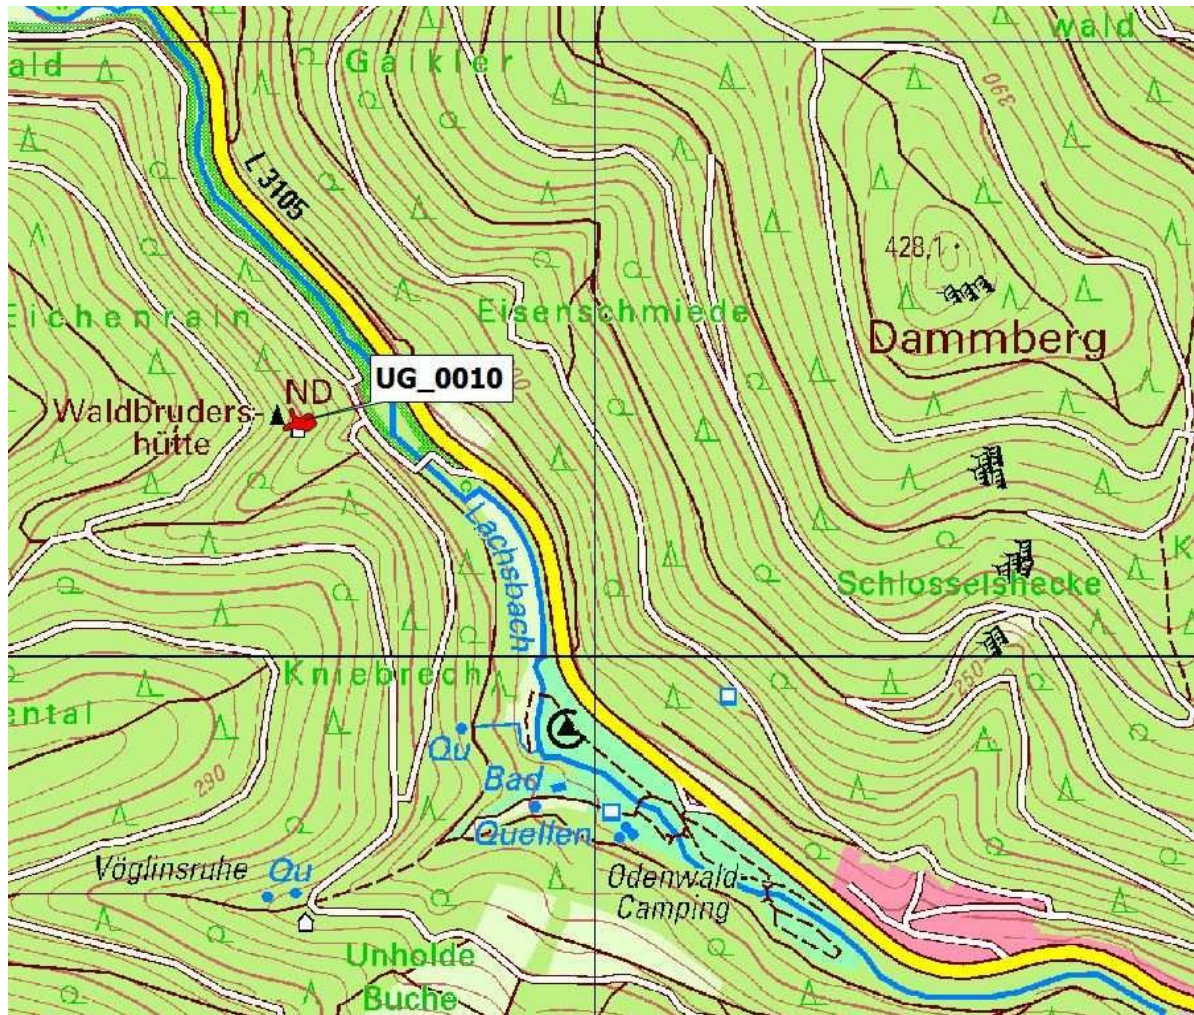 wald
ald
Gaikler
390
L 3105
428,1
Eichenrain
Eisenschmiede
Dammberg
UG_0010
ND
Waldbruders-
hütte
Lachsbach
Schlosselshecke
K
Kniebrech
250
ental
290
Qu
Bad
Quellen
Vöglinsruhe
Qu
Odenwald-
Camping
Unholde
Buche